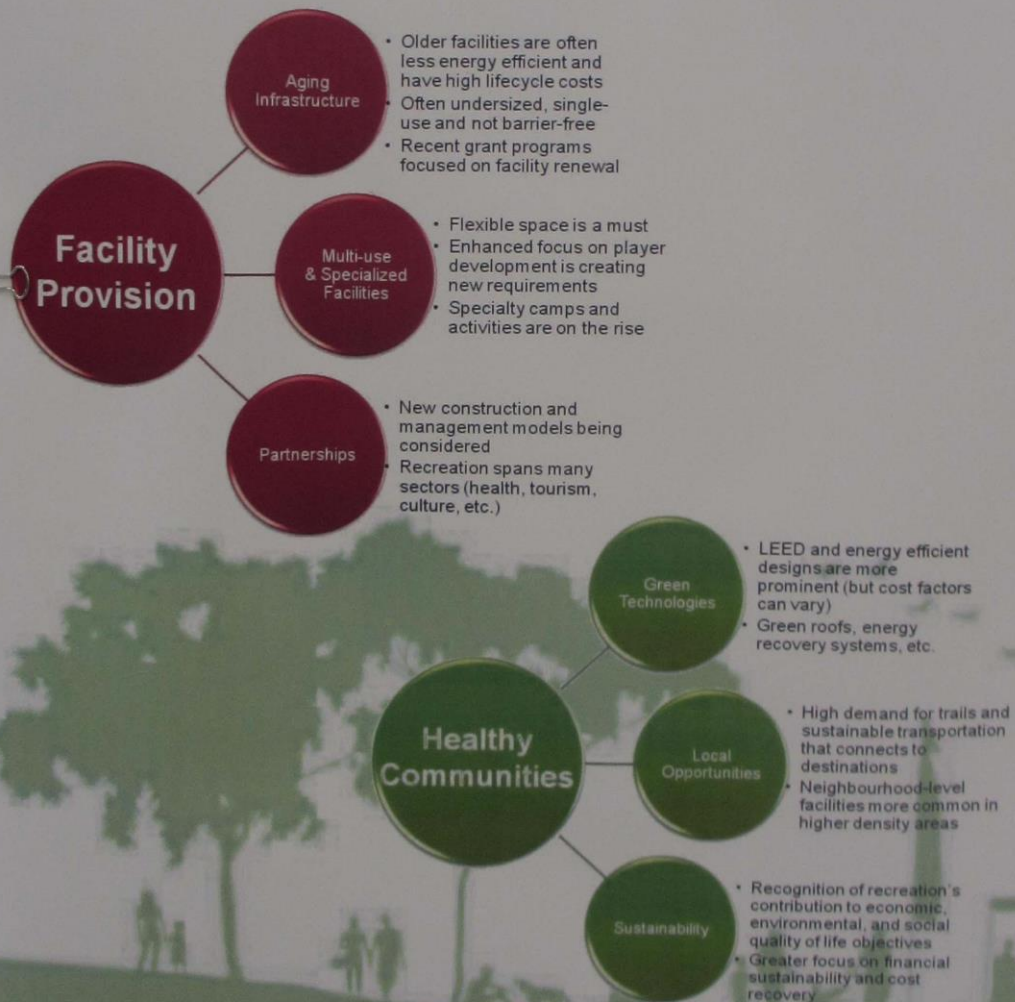 Facility
Provision
Aging
Infrastructure
• Older facilities are often
less energy efficient and
have high lifecycle costs
• Often undersized, single-
use and not barrier-free
• Recent grant programs
focused on facility renewal
Multi-use
& Specialized
Facilities
• Flexible space is a must
• Enhanced focus on player
development is creating
new requirements
• Specialty camps and
activities are on the rise
Partnerships
• New construction and
management models being
considered
• Recreation spans many
sectors (health, tourism,
culture, etc.)
Healthy
Communities
Green
Technologies
• LEED and energy efficient
designs are more
prominent (but cost factors
can vary)
• Green roofs, energy
recovery systems, etc.
Local
Opportunities
• High demand for trails and
sustainable transportation
that connects to
destinations
• Neighbourhood-level
facilities more common in
higher density areas
Sustainability
• Recognition of recreation's
contribution to economic,
environmental, and social
quality of life objectives
• Greater focus on financial
sustainability and cost
recovery